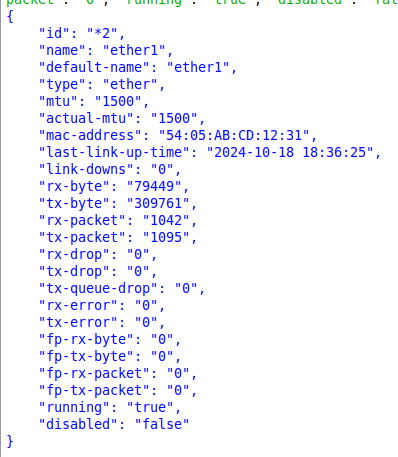 packet : 0 , running : true , disabled :
{
    "id": "*2",
    "name": "ether1",
    "default-name": "ether1",
    "type": "ether",
    "mtu": "1500",
    "actual-mtu": "1500",
    "mac-address": "54:05:AB:CD:12:31",
    "last-link-up-time": "2024-10-18 18:36:25",
    "link-downs": "0",
    "rx-byte": "79449",
    "tx-byte": "309761",
    "rx-packet": "1042",
    "tx-packet": "1095",
    "rx-drop": "0",
    "tx-drop": "0",
    "tx-queue-drop": "0",
    "rx-error": "0",
    "tx-error": "0",
    "fp-rx-byte": "0",
    "fp-tx-byte": "0",
    "fp-rx-packet": "0",
    "fp-tx-packet": "0",
    "running": "true",
    "disabled": "false"
}